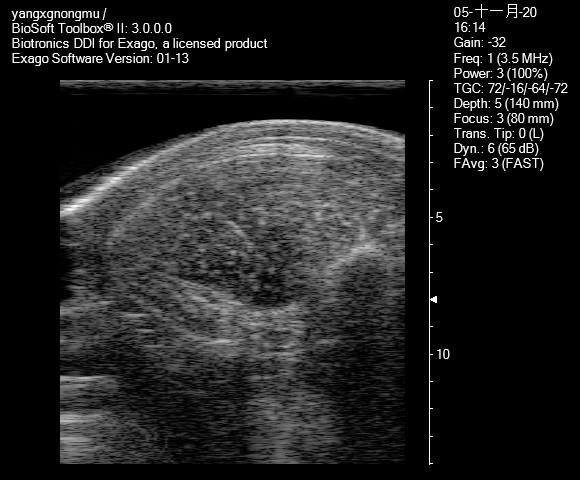 yangxgnongmu /
BioSoft Toolbox® II: 3.0.0.0
Biotronics DDI for Exago, a licensed product
Exago Software Version: 01-13
05-十一月-20
16:14
Gain: -32
Freq: 1 (3.5 MHz)
Power: 3 (100%)
TGC: 72/-16/-64/-72
Depth: 5 (140 mm)
Focus: 3 (80 mm)
Trans. Tip: 0 (L)
Dyn.: 6 (65 dB)
FAvg: 3 (FAST)
5
10